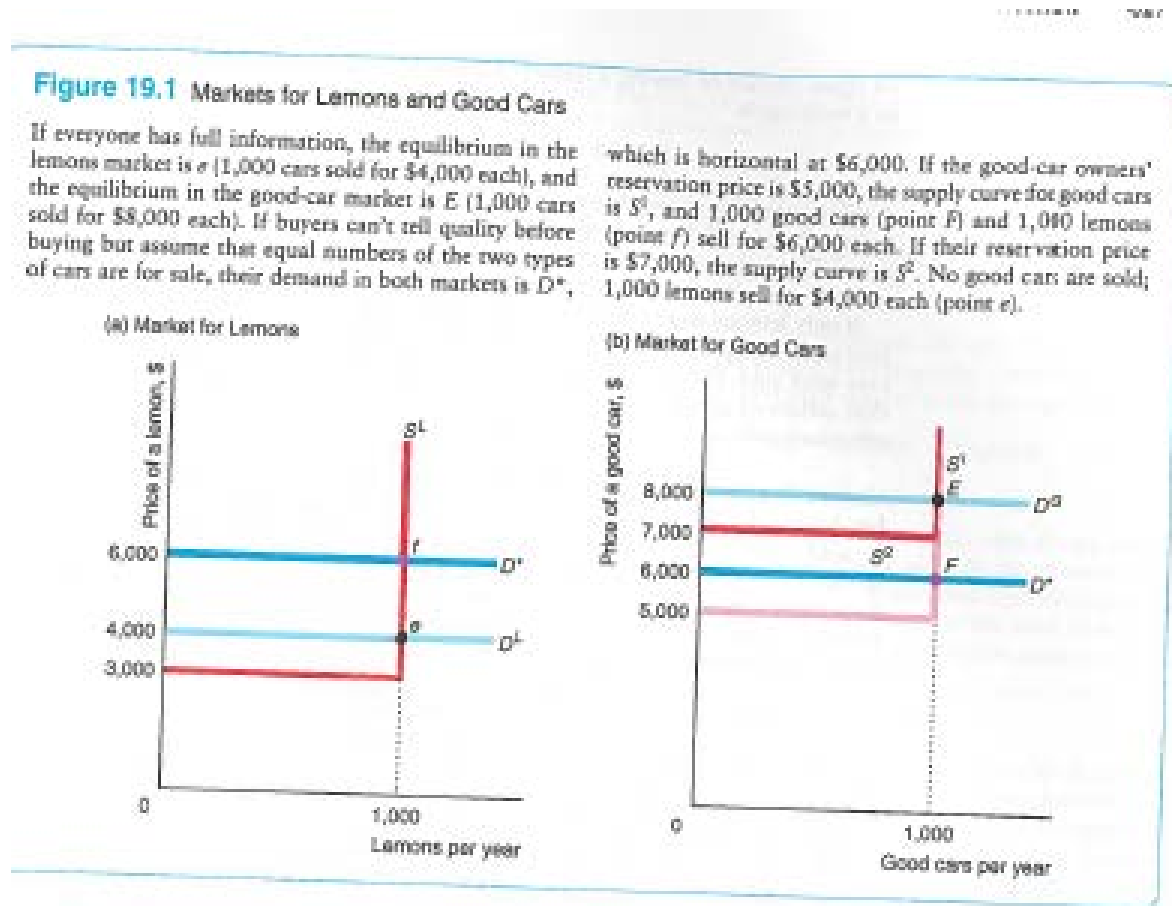 Figure 19.1 Markets for Lemons and Good Cars
If everyone has full information, the equilibrium in the
lemons market is e (1,000 cars sold for $4,000 each), and
the equilibrium in the good-car market is E (1,000 cars
sold for $8,000 each). If buyers can't tell quality before
buying but assume that equal numbers of the two types
of cars are for sale, their demand in both markets is D*,
which is horizontal at $6,000. If the good-car owners'
reservation price is $5,000, the supply curve for good cars
is S¹, and 1,000 good cars (point F) and 1,000 lemons
(point f) sell for $6,000 each. If their reservation price
is $7,000, the supply curve is S². No good cars are sold;
1,000 lemons sell for $4,000 each (point e).
(a) Market for Lemons
Price of a lemon, $
Sᴸ
6,000
f
D*
4,000
e
Dᴸ
3,000
0
1,000
Lemons per year
(b) Market for Good Cars
Price of a good car, $
S¹
8,000
E
Dᴳ
7,000
S²
6,000
F
D*
5,000
0
1,000
Good cars per year